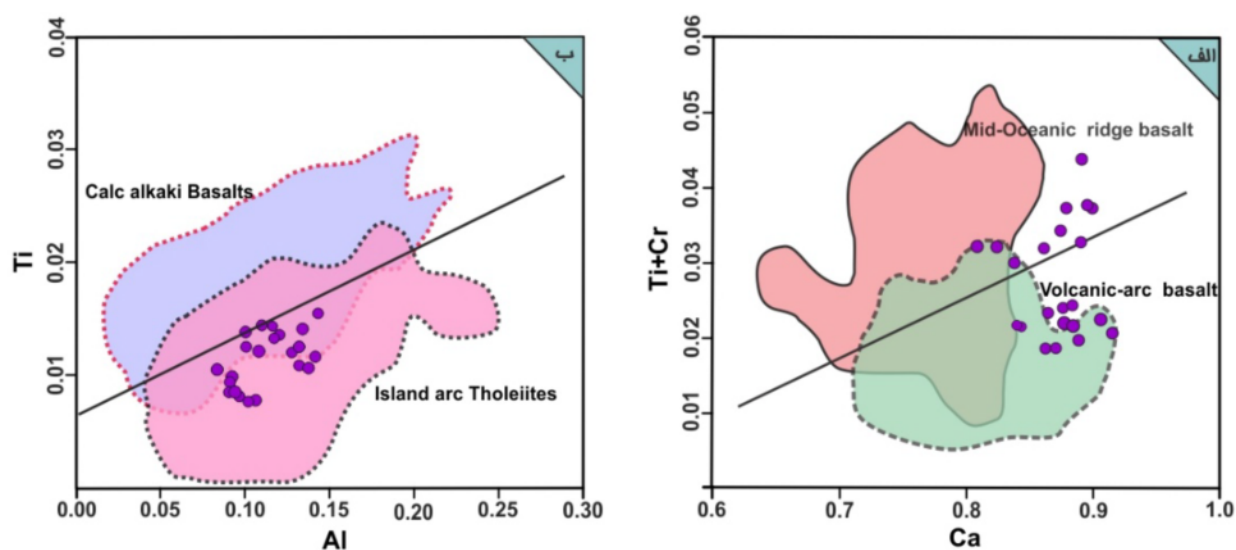 ب
0.04
0.03
0.02
0.01
Ti
Calc alkaki Basalts
Island arc Tholeiites
0.00 0.05 0.10 0.15 0.20 0.25 0.30
Al
الف
0.06
0.05
0.04
0.03
0.02
0.01
Ti+Cr
Mid-Oceanic ridge basalt
Volcanic-arc basalt
0.6 0.7 0.8 0.9 1.0
Ca